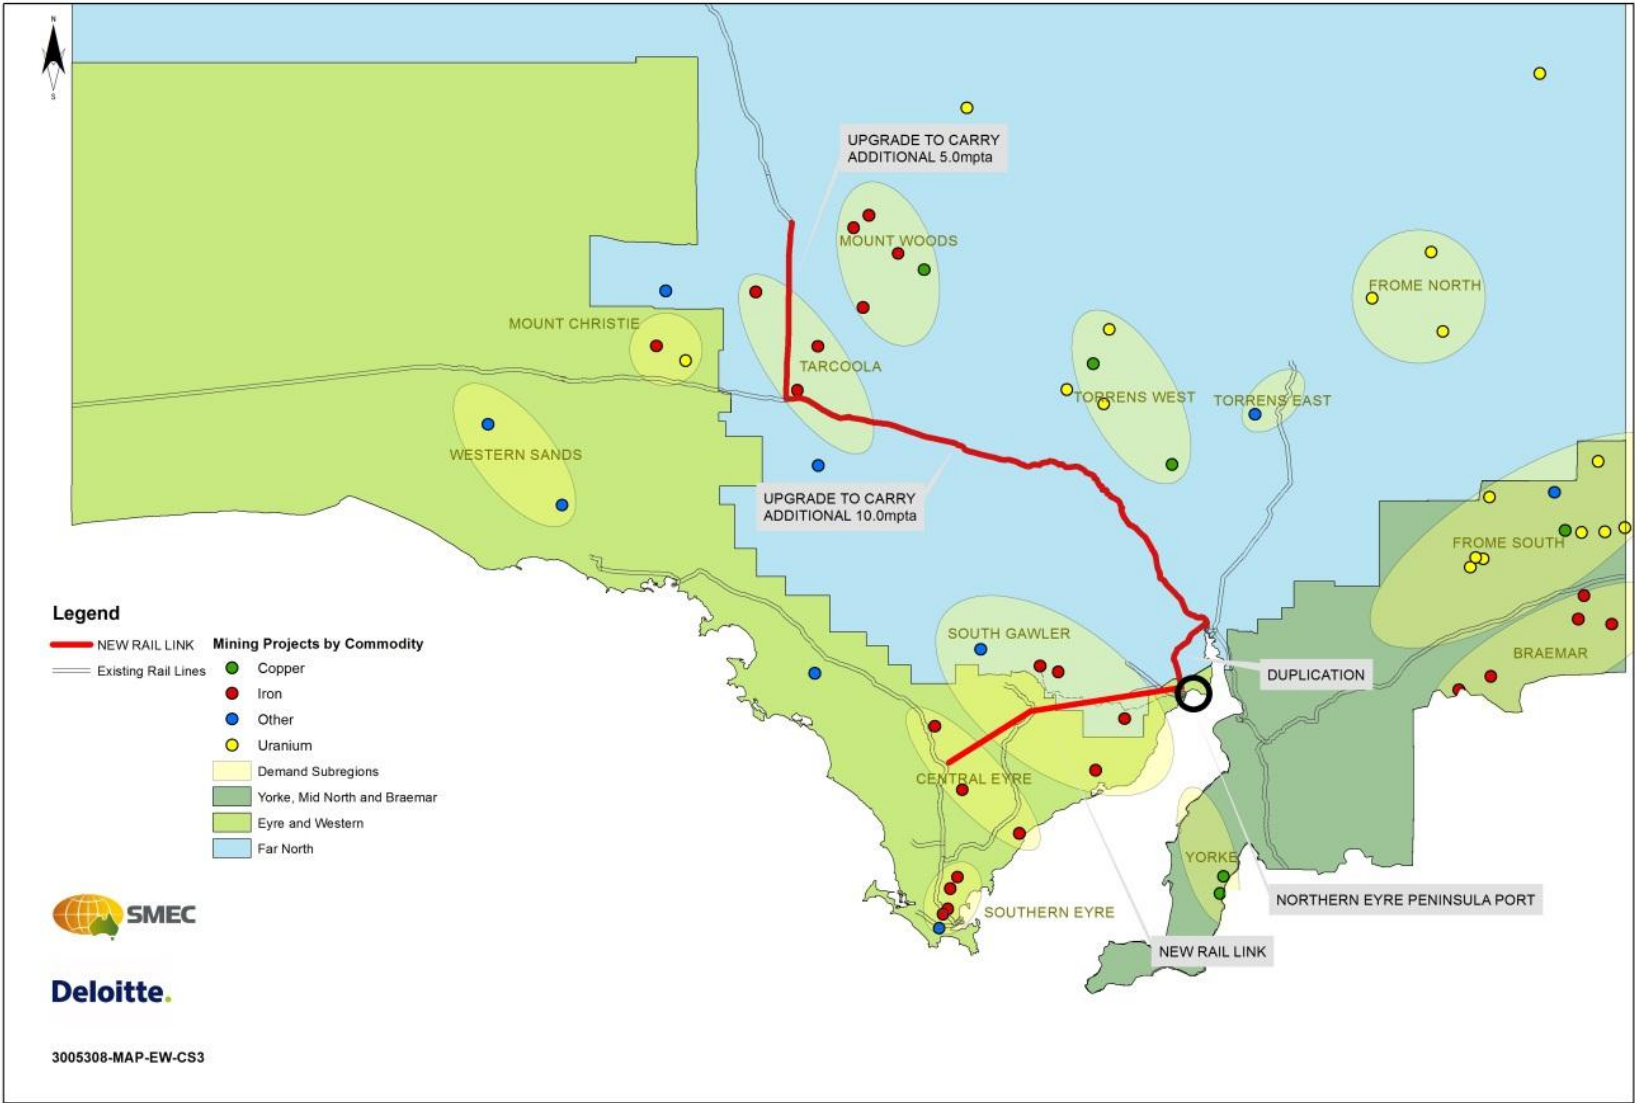 N
S
UPGRADE TO CARRY
ADDITIONAL 5.0mpta
MOUNT WOODS
FROME NORTH
MOUNT CHRISTIE
TARCOOLA
TORRENS WEST
TORRENS EAST
WESTERN SANDS
UPGRADE TO CARRY
ADDITIONAL 10.0mpta
FROME SOUTH
SOUTH GAWLER
BRAEMAR
DUPLICATION
CENTRAL EYRE
YORKE
NORTHERN EYRE PENINSULA PORT
SOUTHERN EYRE
NEW RAIL LINK
Legend
NEW RAIL LINK
Existing Rail Lines
Mining Projects by Commodity
Copper
Iron
Other
Uranium
Demand Subregions
Yorke, Mid North and Braemar
Eyre and Western
Far North
SMEC
Deloitte.
3005308-MAP-EW-CS3